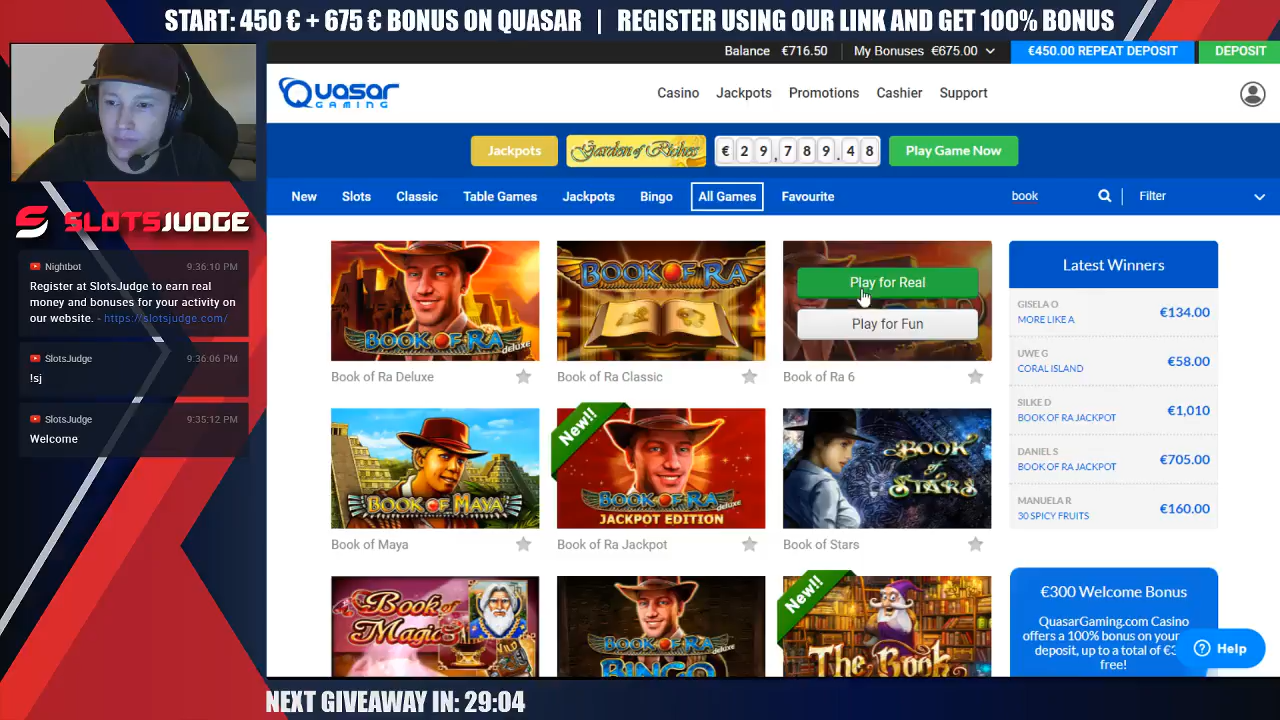 START: 450 € + 675 € BONUS ON QUASAR | REGISTER USING OUR LINK AND GET 100% BONUS
Balance €716.50 My Bonuses €675.00 €450.00 REPEAT DEPOSIT DEPOSIT
Quasar
GAMING
Casino Jackpots Promotions Cashier Support
Jackpots Garden of Riches € 29,789.48 Play Game Now
New Slots Classic Table Games Jackpots Bingo All Games Favourite book Filter
SLOTSJUDGE
Nightbot 9:36:10 PM
Register at SlotsJudge to earn real
money and bonuses for your activity on
our website. - https://slotsjudge.com/
SlotsJudge 9:36:06 PM
!sj
SlotsJudge 9:35:12 PM
Welcome
BOOK OF RA deluxe
BOOK OF RA
Play for Real
Play for Fun
Book of Ra Deluxe
Book of Ra Classic
Book of Ra 6
BOOK OF MAYA
New!!
BOOK OF RA deluxe
JACKPOT EDITION
BOOK of STARS
Book of Maya
Book of Ra Jackpot
Book of Stars
Book of Magic
WILD
BOOK OF RA deluxe
BINGO
New!!
The Book
Latest Winners
GISELA O
MORE LIKE A
€134.00
UWE G
CORAL ISLAND
€58.00
SILKE D
BOOK OF RA JACKPOT
€1,010
DANIEL S
BOOK OF RA JACKPOT
€705.00
MANUELA R
30 SPICY FRUITS
€160.00
€300 Welcome Bonus
QuasarGaming.com Casino
offers a 100% bonus on your
deposit, up to a total of
free!
Help
NEXT GIVEAWAY IN: 29:04